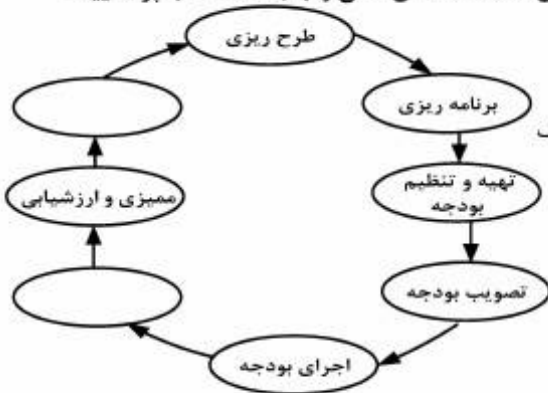 طرح ریزی
برنامه ریزی
تهیه و تنظیم
بودجه
تصویب بودجه
اجرای بودجه
ممیزی و ارزشیابی